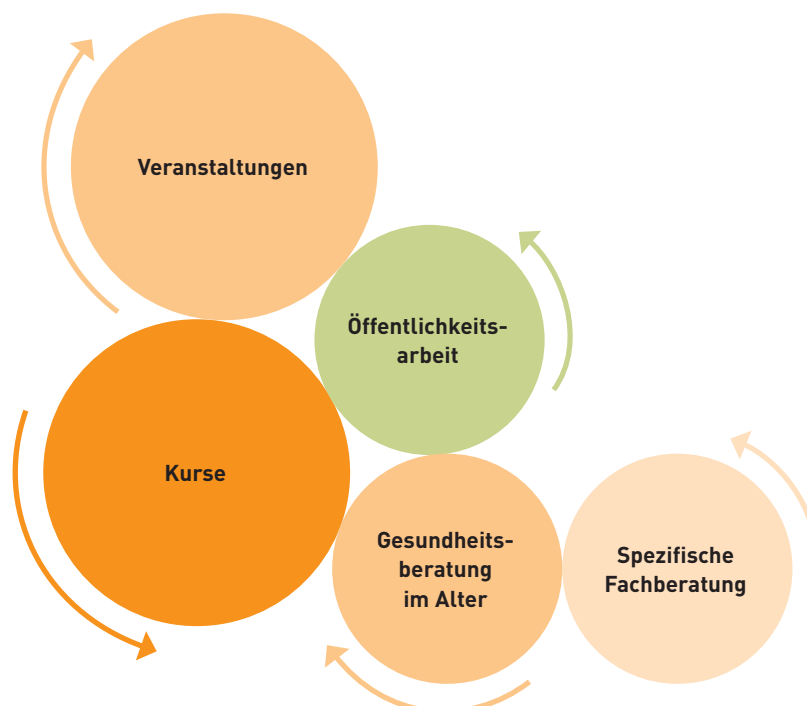 Veranstaltungen
Öffentlichkeits-
arbeit
Kurse
Gesundheits-
beratung
im Alter
Spezifische
Fachberatung